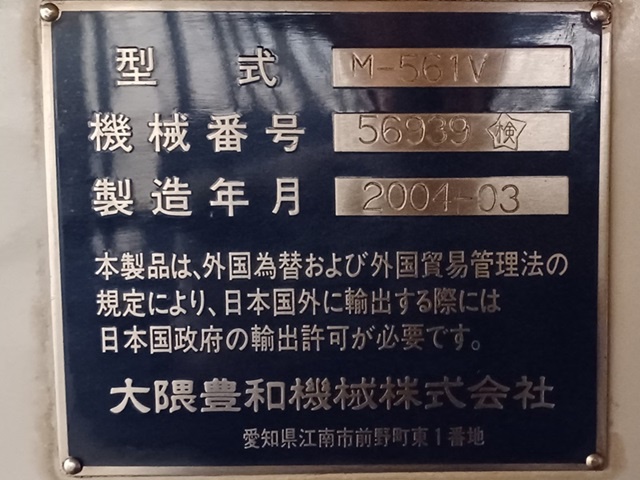 型式 M-561V
機械番号 56939 検
製造年月 2004-03
本製品は、外国為替および外国貿易管理法の
規定により、日本国外に輸出する際には
日本国政府の輸出許可が必要です。
大隈豊和機械株式会社
愛知県江南市前野町東1番地